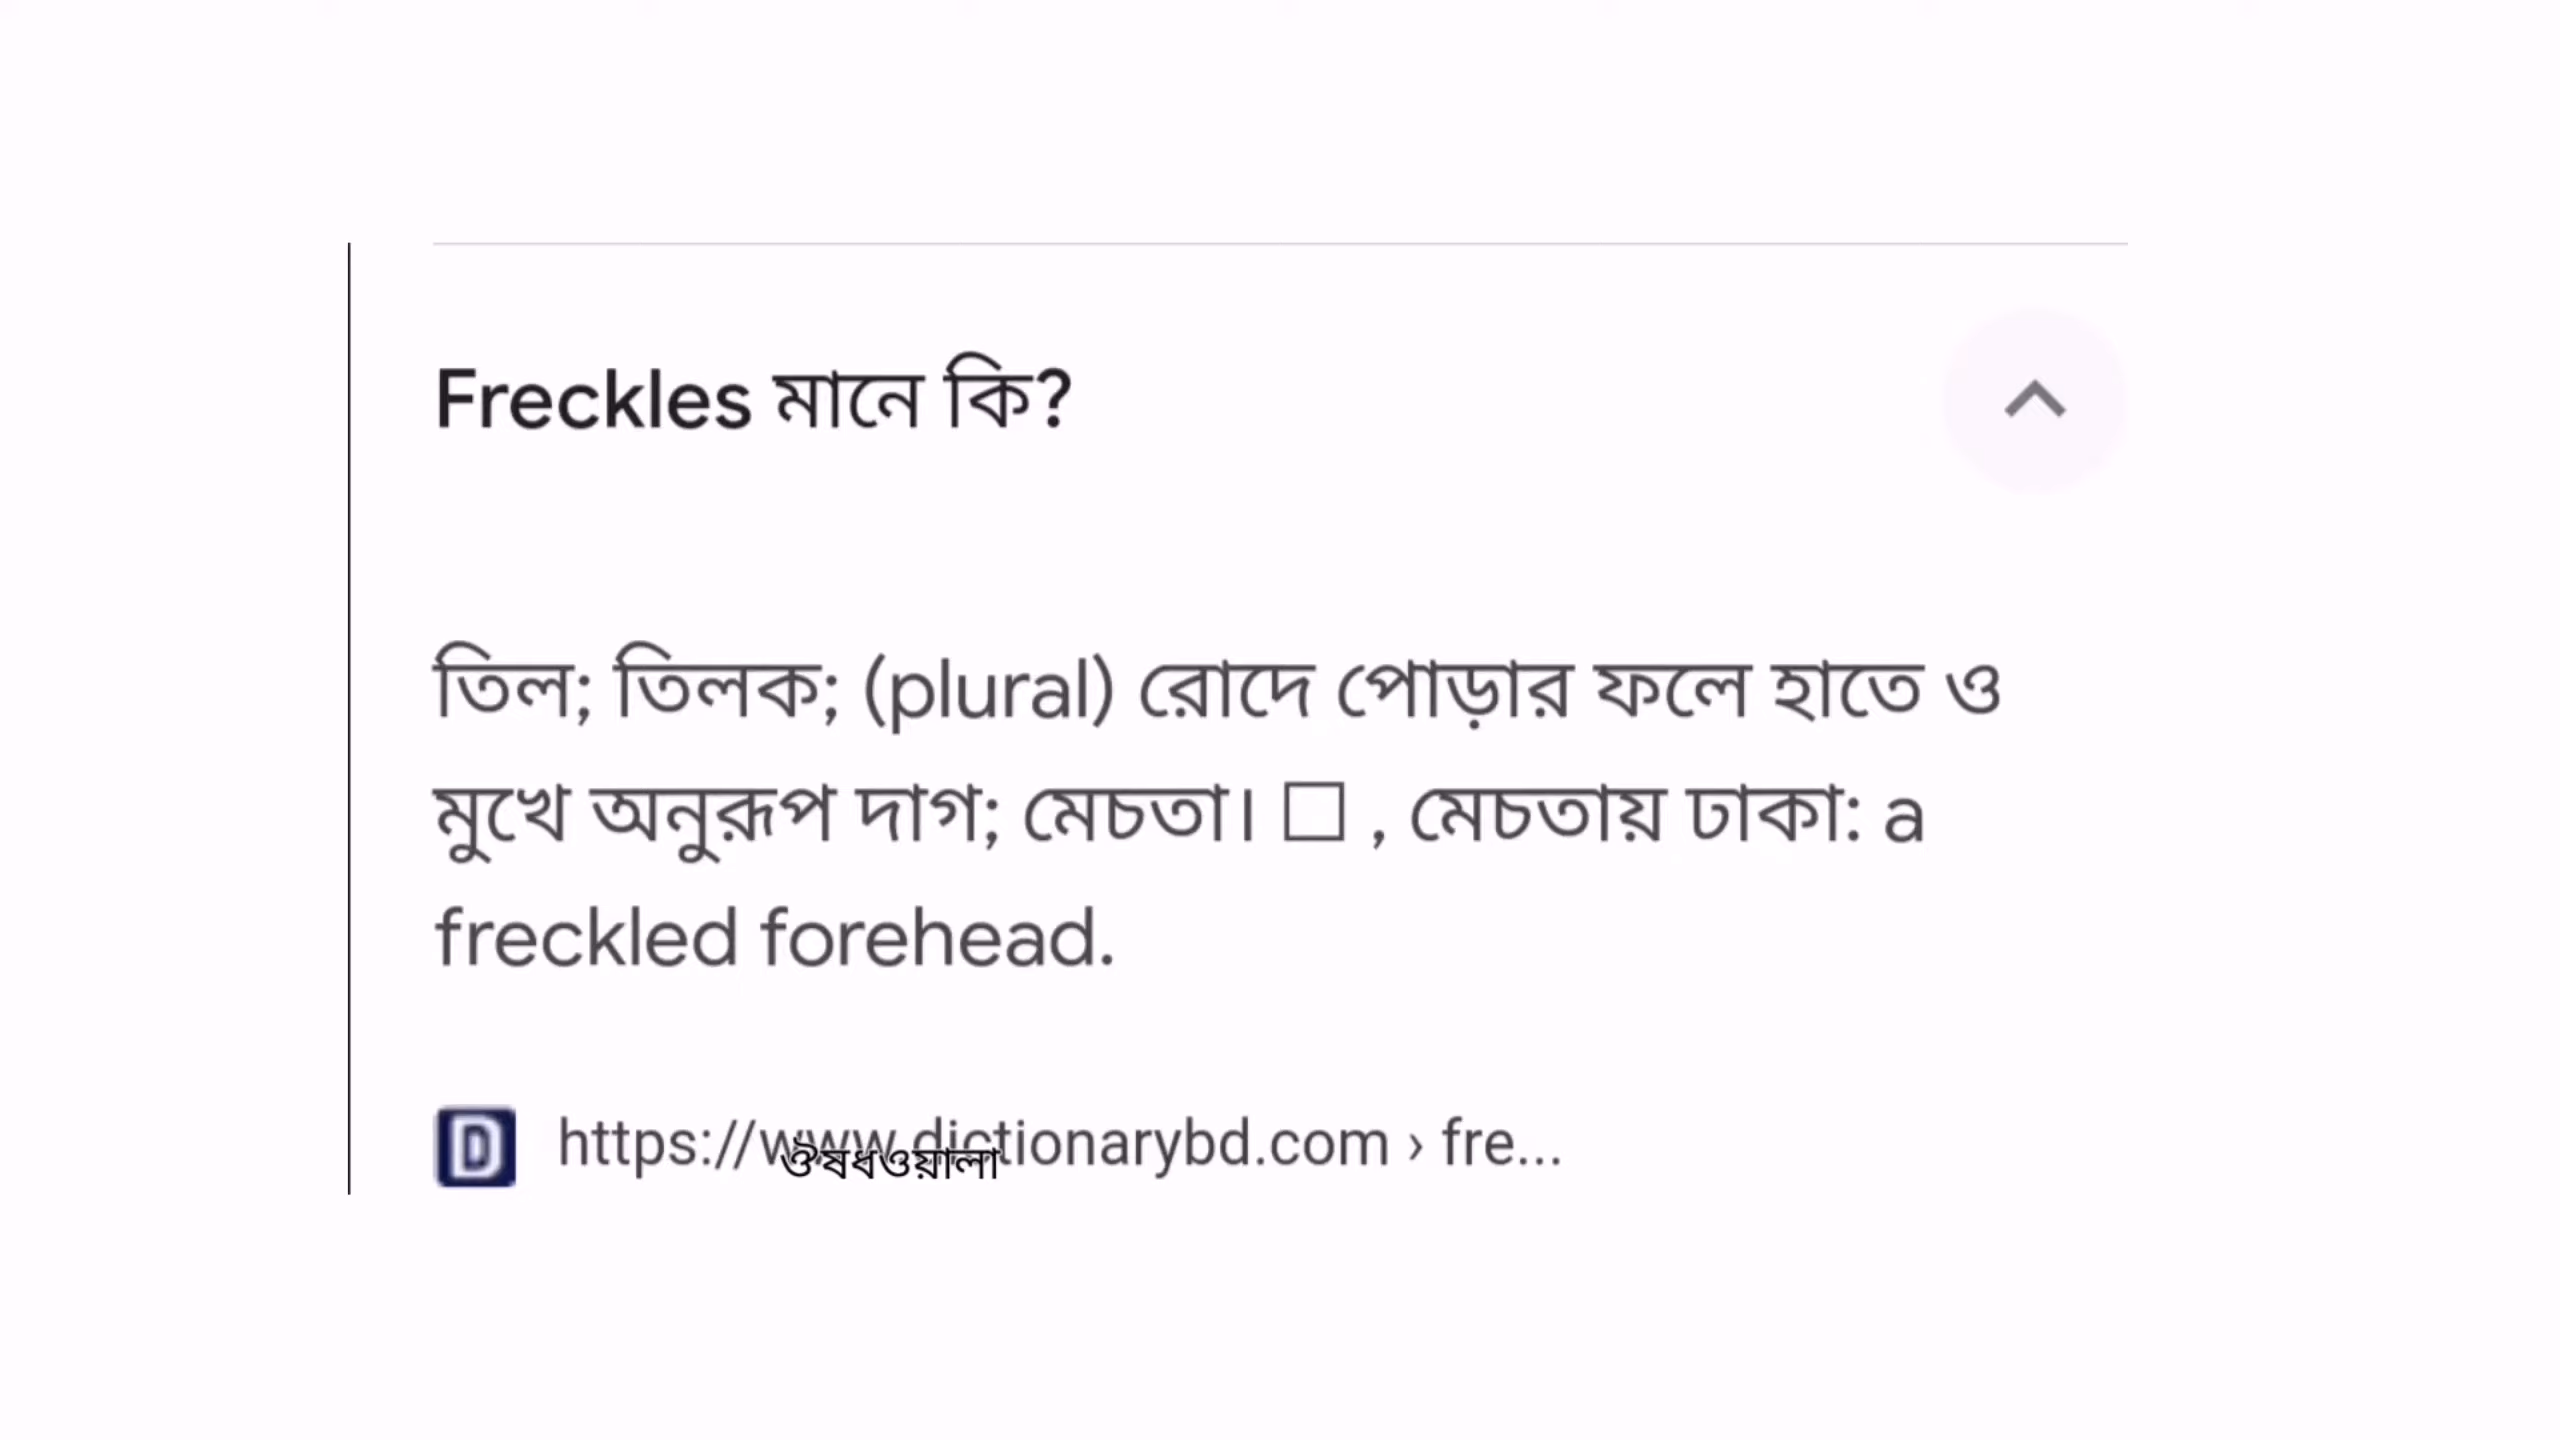 Freckles মানে কি?
তিল; তিলক; (plural) রোদে পোড়ার ফলে হাতে ও
মুখে অনুরূপ দাগ; মেচতা। □ , মেচতায় ঢাকা: a
freckled forehead.
D https://www.dictionarybd.com › fre...
ঔষধওয়ালা